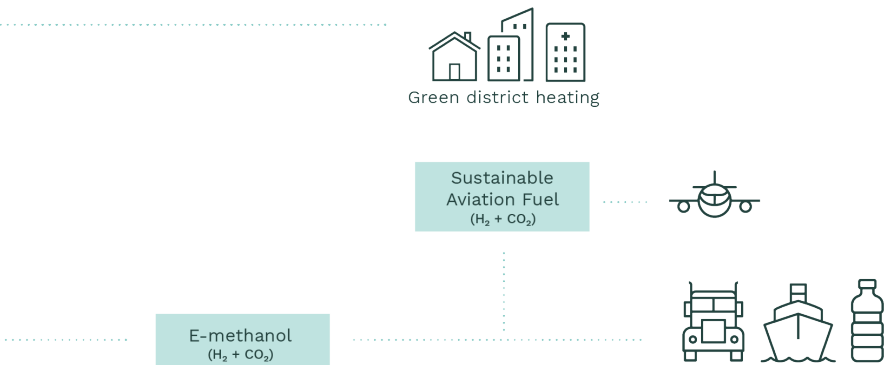 Green district heating
Sustainable
Aviation Fuel
(H₂ + CO₂)
E-methanol
(H₂ + CO₂)